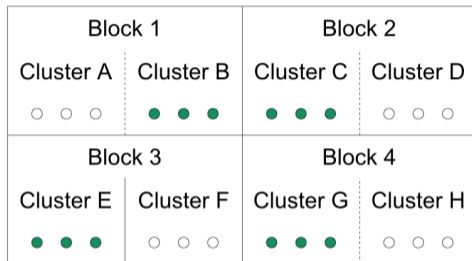 Block 1
Block 2
Cluster A
Cluster B
Cluster C
Cluster D
Block 3
Block 4
Cluster E
Cluster F
Cluster G
Cluster H